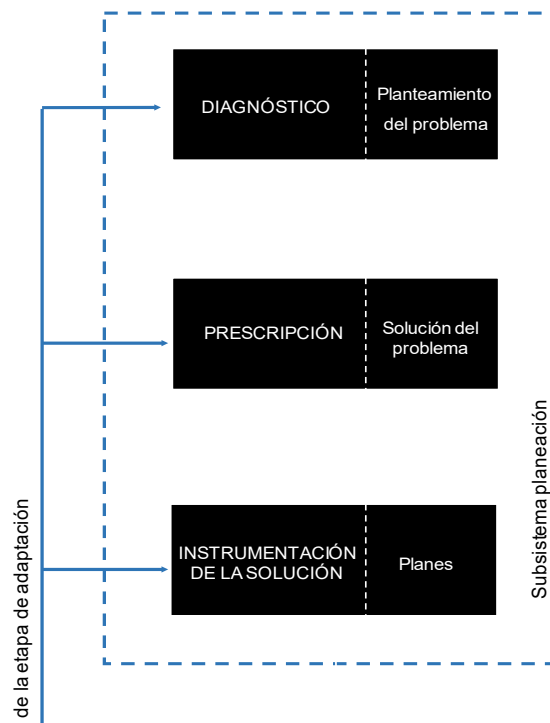 DIAGNÓSTICO
Planteamiento
del problema
PRESCRIPCIÓN
Solución del
problema
INSTRUMENTACIÓN
DE LA SOLUCIÓN
Planes
de la etapa de adaptación
Subsistema planeación